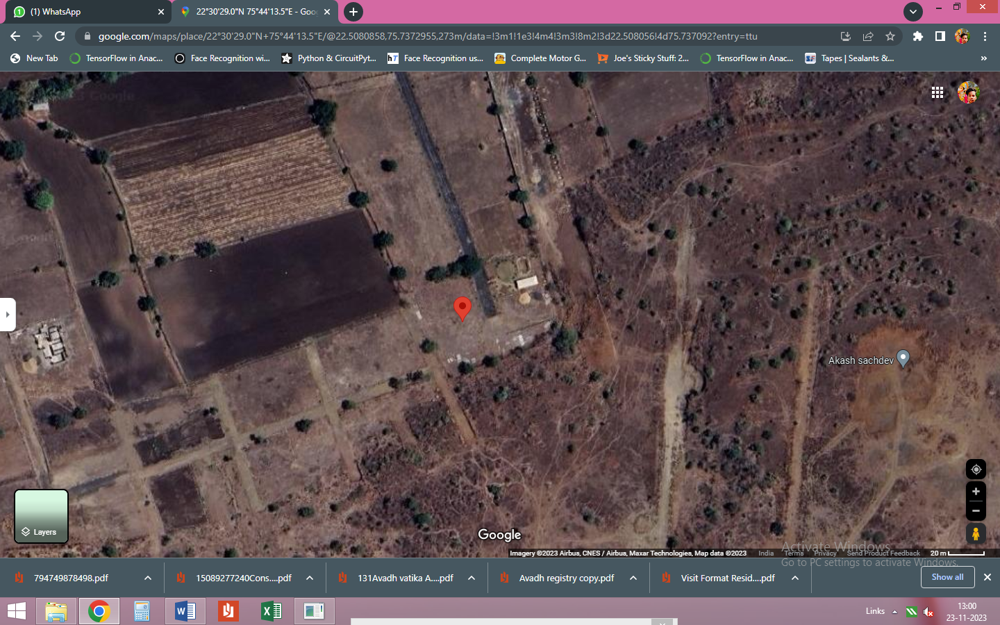 (1) WhatsApp
22°30'29.0"N 75°44'13.5"E - Goo
google.com/maps/place/22°30'29.0"N+75°44'13.5"E/@22.5080858,75.7372955,273m/data=!3m1!1e3!4m4!3m3!8m2!3d22.508056!4d75.737092?entry=ttu
New Tab
TensorFlow in Anac...
Face Recognition wi...
Python & CircuitPyt...
hT Face Recognition us...
Complete Motor G...
Joe's Sticky Stuff: 2...
TensorFlow in Anac...
Tapes | Sealants &...
»
Google
Akash sachdev
Layers
Google
Imagery ©2023 Airbus, CNES / Airbus, Maxar Technologies, Map data ©2023
India
Terms
Privacy
Send Product Feedback
20 m
Activate Windows
Go to PC settings to activate Windows.
794749878498.pdf
15089277240Cons....pdf
131Avadh vatika A....pdf
Avadh registry copy.pdf
Visit Format Resid....pdf
Show all
Links
13:00
23-11-2023